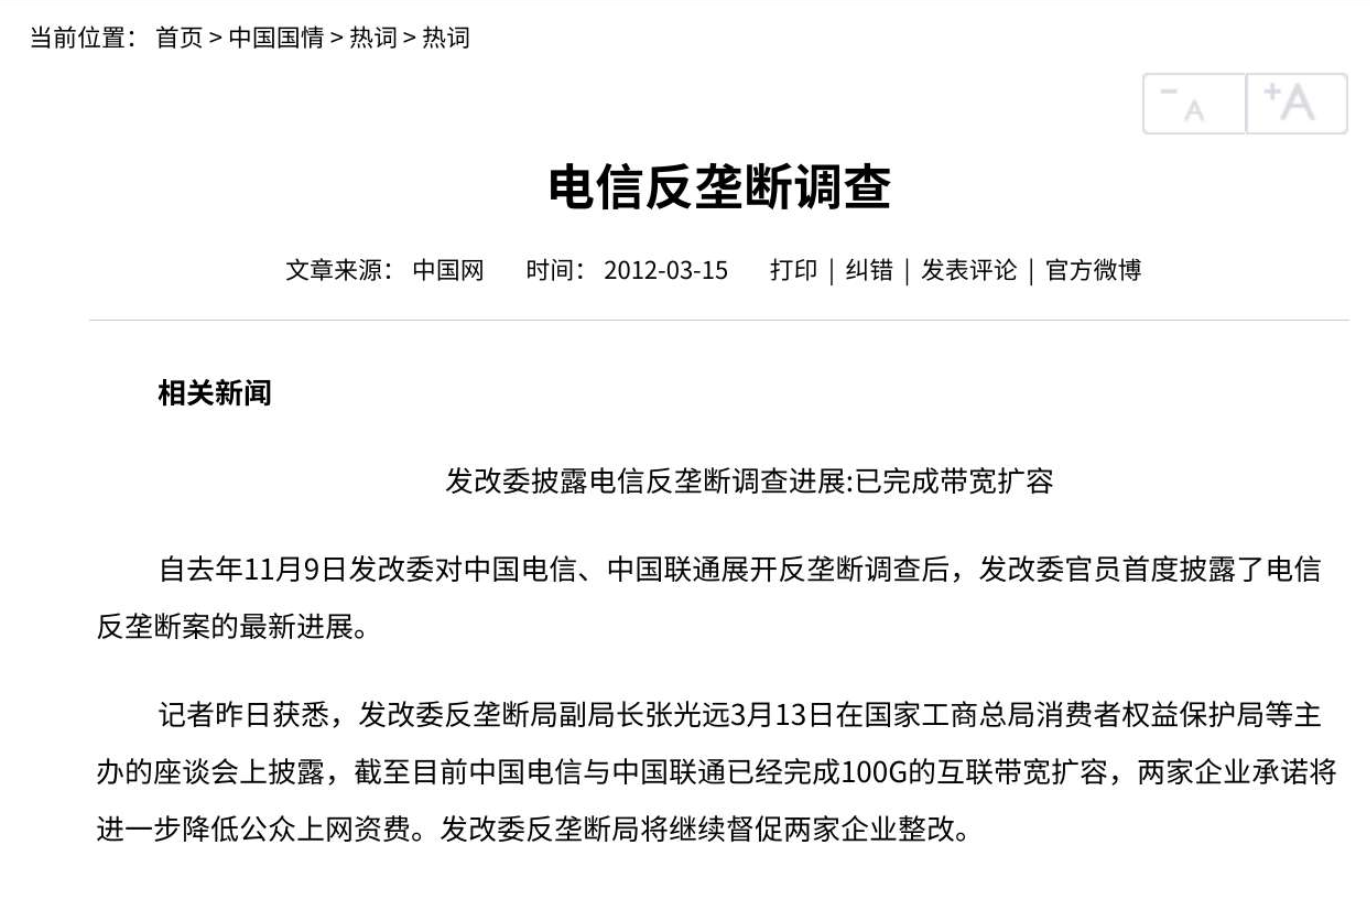 当前位置： 首页 > 中国国情 > 热词 > 热词
-A +A
电信反垄断调查
文章来源： 中国网 时间： 2012-03-15 打印 | 纠错 | 发表评论 | 官方微博
相关新闻
发改委披露电信反垄断调查进展:已完成带宽扩容
自去年11月9日发改委对中国电信、中国联通展开反垄断调查后，发改委官员首度披露了电信
反垄断案的最新进展。
记者昨日获悉，发改委反垄断局副局长张光远3月13日在国家工商总局消费者权益保护局等主
办的座谈会上披露，截至目前中国电信与中国联通已经完成100G的互联带宽扩容，两家企业承诺将
进一步降低公众上网资费。发改委反垄断局将继续督促两家企业整改。